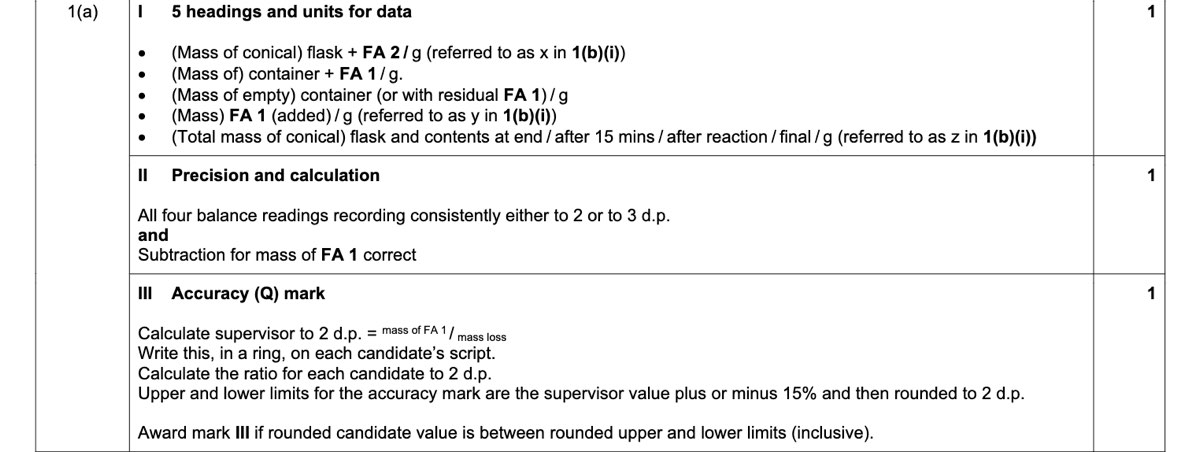 1(a) I 5 headings and units for data 1
• (Mass of conical) flask + FA 2 / g (referred to as x in 1(b)(i))
• (Mass of) container + FA 1 / g.
• (Mass of empty) container (or with residual FA 1) / g
• (Mass) FA 1 (added) / g (referred to as y in 1(b)(i))
• (Total mass of conical) flask and contents at end / after 15 mins / after reaction / final / g (referred to as z in 1(b)(i))
II Precision and calculation 1
All four balance readings recording consistently either to 2 or to 3 d.p.
and
Subtraction for mass of FA 1 correct
III Accuracy (Q) mark 1
Calculate supervisor to 2 d.p. = mass of FA 1 / mass loss
Write this, in a ring, on each candidate's script.
Calculate the ratio for each candidate to 2 d.p.
Upper and lower limits for the accuracy mark are the supervisor value plus or minus 15% and then rounded to 2 d.p.
Award mark III if rounded candidate value is between rounded upper and lower limits (inclusive).